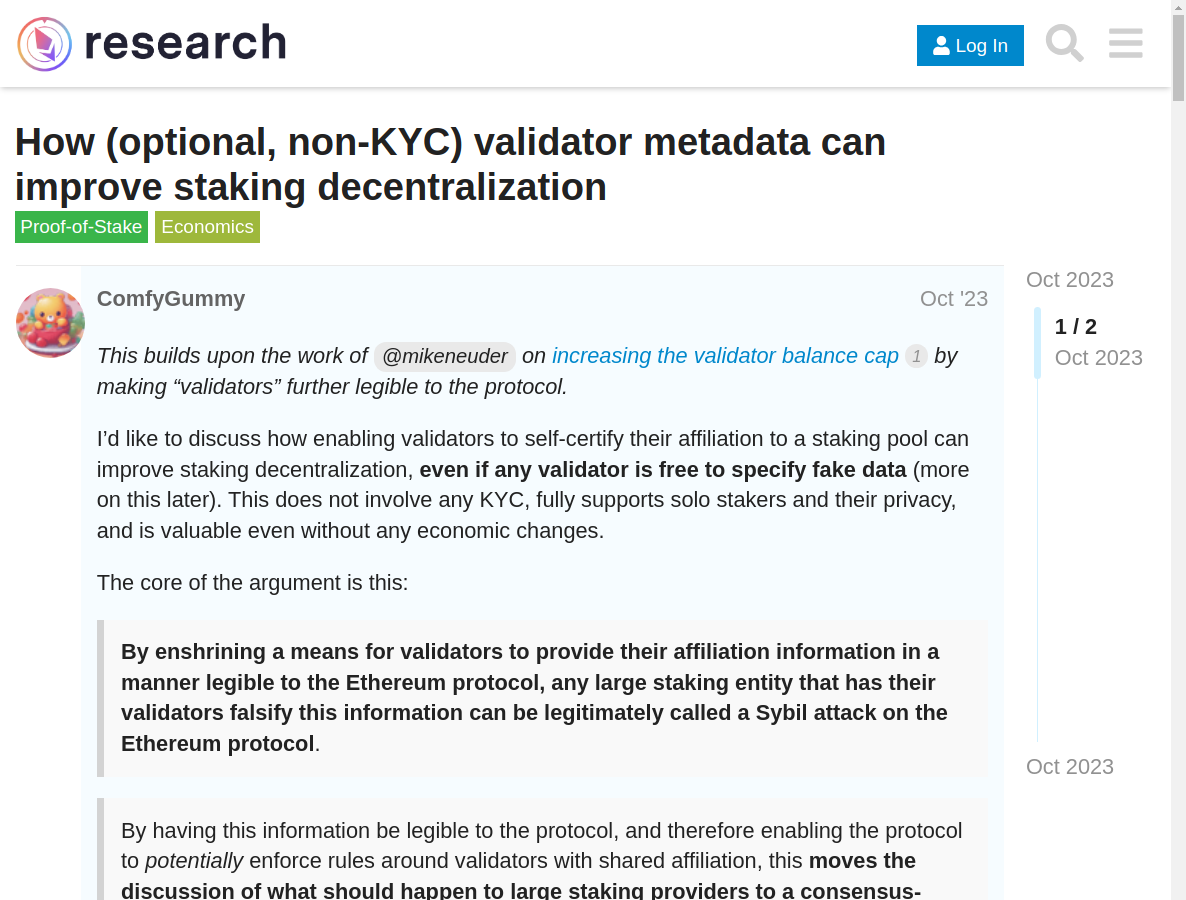 research
Log In
How (optional, non-KYC) validator metadata can
improve staking decentralization
Proof-of-Stake Economics
ComfyGummy Oct '23
This builds upon the work of @mikeneuder on increasing the validator balance cap 1 by
making “validators” further legible to the protocol.
I’d like to discuss how enabling validators to self-certify their affiliation to a staking pool can
improve staking decentralization, even if any validator is free to specify fake data (more
on this later). This does not involve any KYC, fully supports solo stakers and their privacy,
and is valuable even without any economic changes.
The core of the argument is this:
By enshrining a means for validators to provide their affiliation information in a
manner legible to the Ethereum protocol, any large staking entity that has their
validators falsify this information can be legitimately called a Sybil attack on the
Ethereum protocol.
By having this information be legible to the protocol, and therefore enabling the protocol
to potentially enforce rules around validators with shared affiliation, this moves the
discussion of what should happen to large staking providers to a consensus-
Oct 2023
1 / 2
Oct 2023
Oct 2023